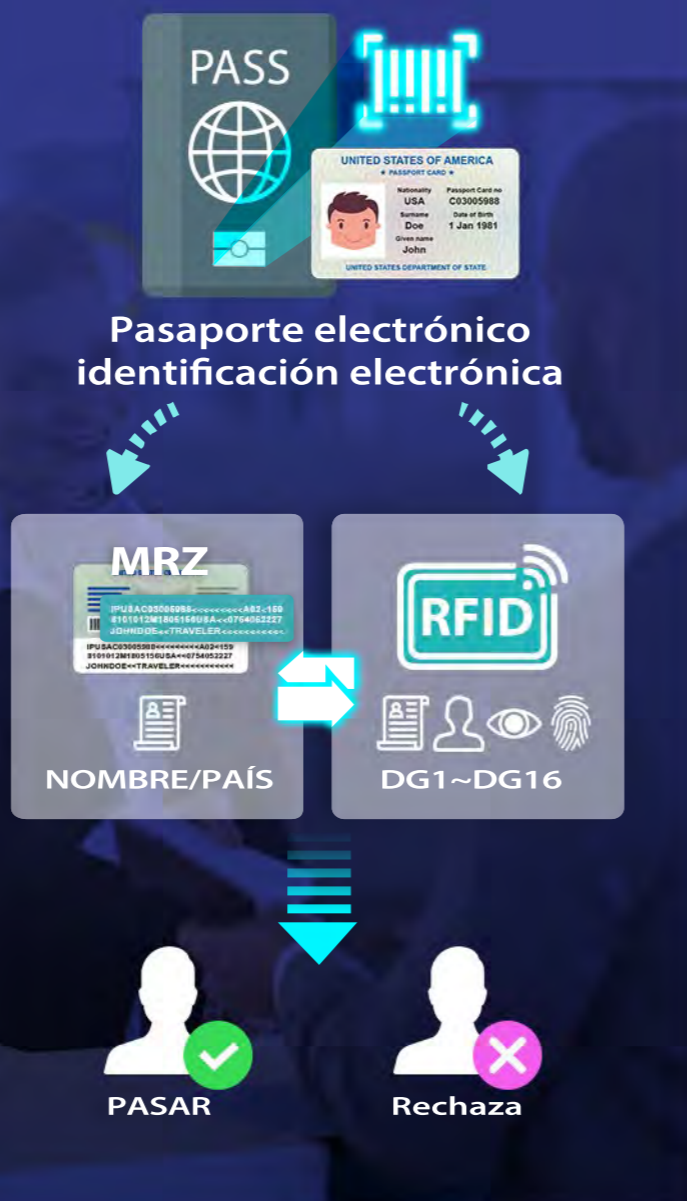 PASS
UNITED STATES OF AMERICA
★ PASSPORT CARD ★
Nationality Passport Card no
USA C03005988
Surname Date of Birth
Doe 1 Jan 1981
Given name
John
UNITED STATES DEPARTMENT OF STATE
Pasaporte electrónico
identificación electrónica
MRZ
IPUSAC03005988<<<<<<<<<A02<159
8101012M1805156USA<<0754052227
JOHNDOE<<TRAVELER<<<<<<<<<<<
IPUSAC03005988<<<<<<<<<A02<159
8101012M1805156USA<<0754052227
JOHNDOE<<TRAVELER<<<<<<<<<<<
RFID
NOMBRE/PAÍS
DG1~DG16
PASAR
Rechaza